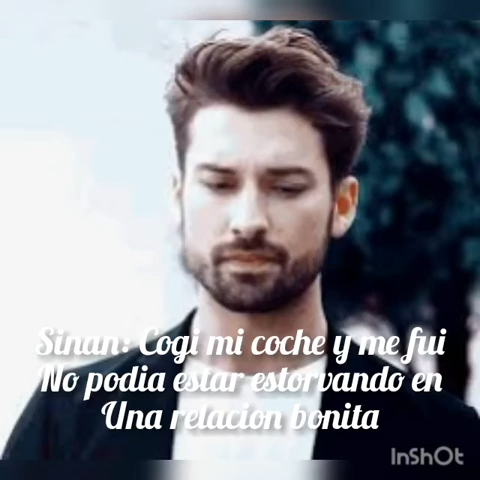 Sinan: Cogi mi coche y me fui
No podia estar estorvando en
Una relacion bonita
InShOt